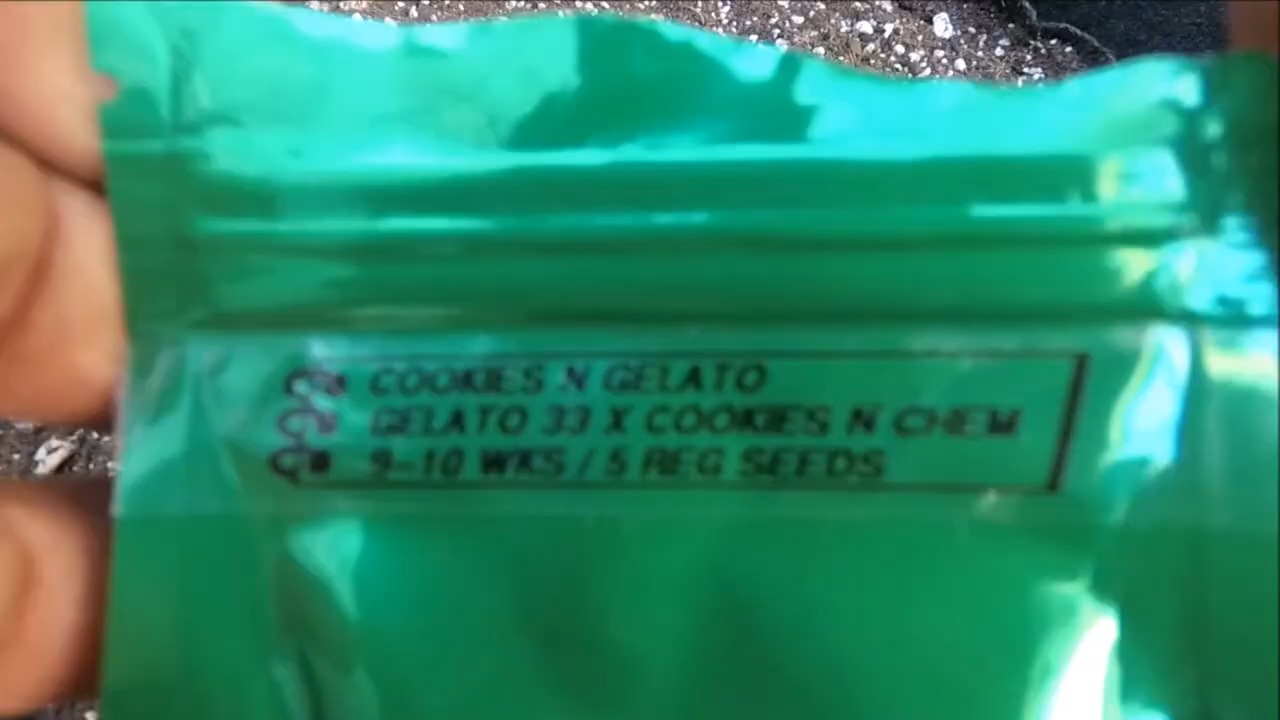 COOKIES N GELATO
GELATO 33 X COOKIES N CHEM
9-10 WKS / 5 REG SEEDS